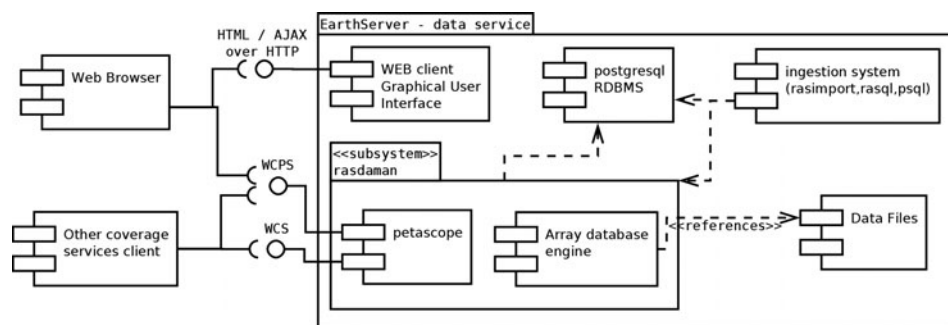 EarthServer - data service
HTML / AJAX
over HTTP
Web Browser
WEB client
Graphical User
Interface
postgresql
RDBMS
ingestion system
(rasimport,rasql,psql)
<<subsystem>>
rasdaman
WCPS
Other coverage
services client
WCS
petascope
Array database
engine
<<references>>
Data Files